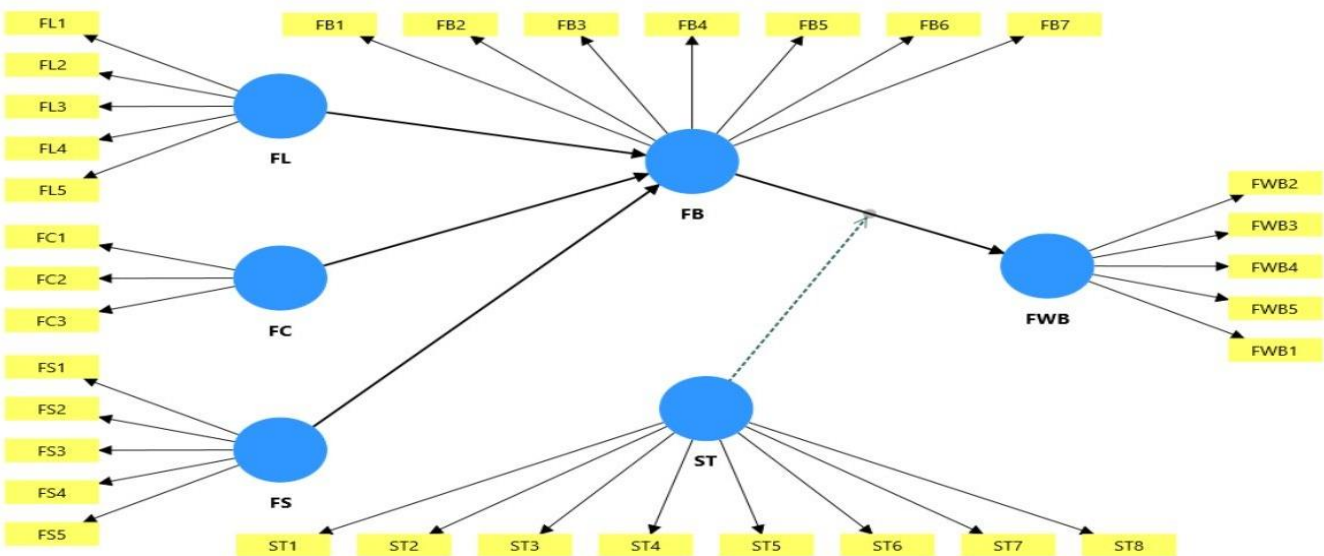 FL1
FL2
FL3
FL4
FL5
FL
FB1
FB2
FB3
FB4
FB5
FB6
FB7
FB
FC1
FC2
FC3
FC
FS1
FS2
FS3
FS4
FS5
FS
FWB2
FWB3
FWB4
FWB5
FWB1
FWB
ST
ST1
ST2
ST3
ST4
ST5
ST6
ST7
ST8